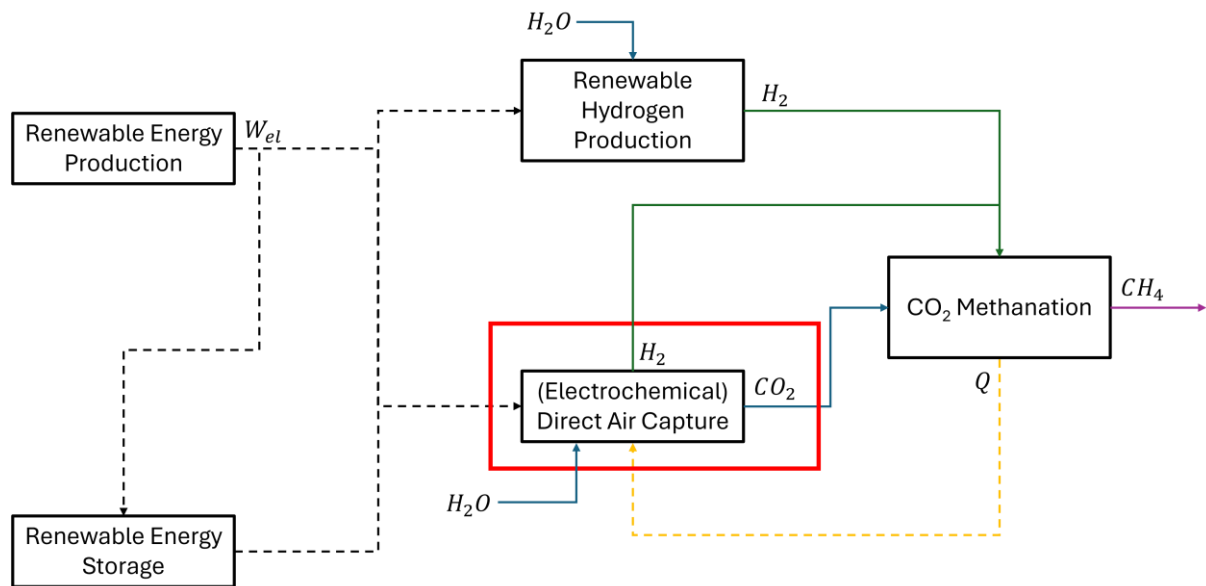 H₂O
Renewable
Hydrogen
Production
H₂
Renewable Energy
Production
W_el
CO₂ Methanation
CH₄
Q
H₂
(Electrochemical)
Direct Air Capture
CO₂
H₂O
Renewable Energy
Storage